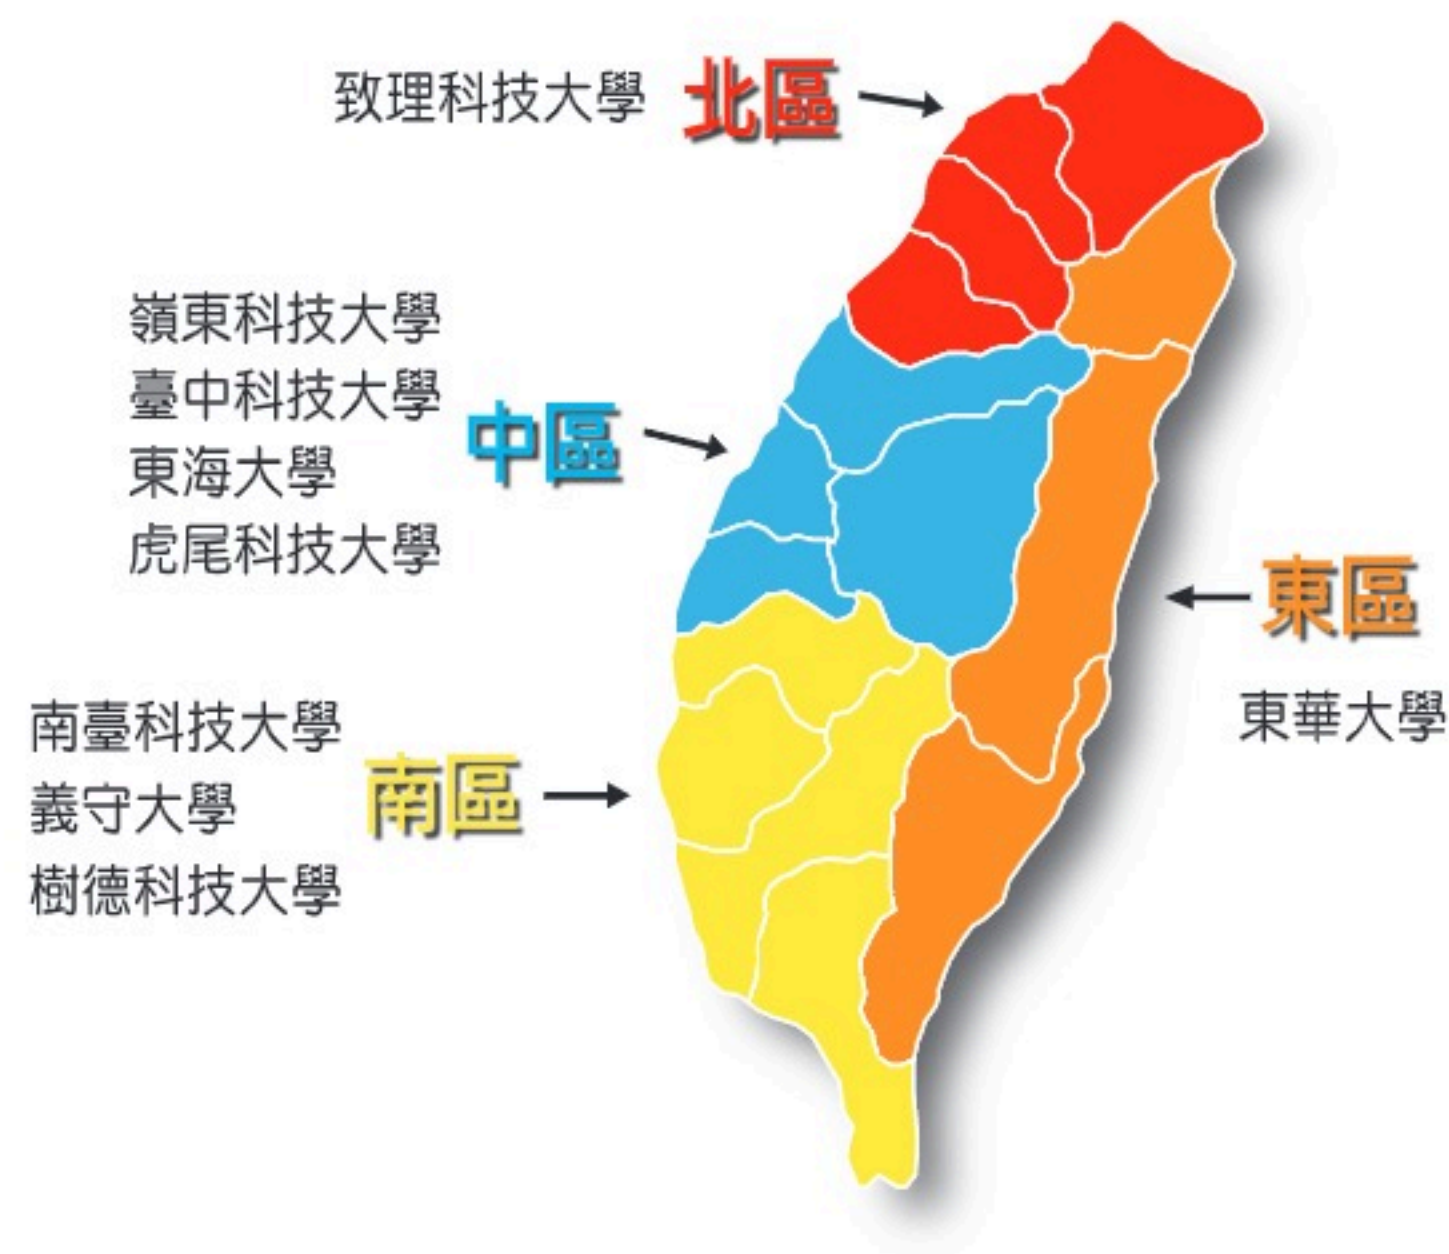 致理科技大學 北區
嶺東科技大學
臺中科技大學
東海大學
虎尾科技大學
中區
東區
東華大學
南臺科技大學
義守大學
樹德科技大學
南區